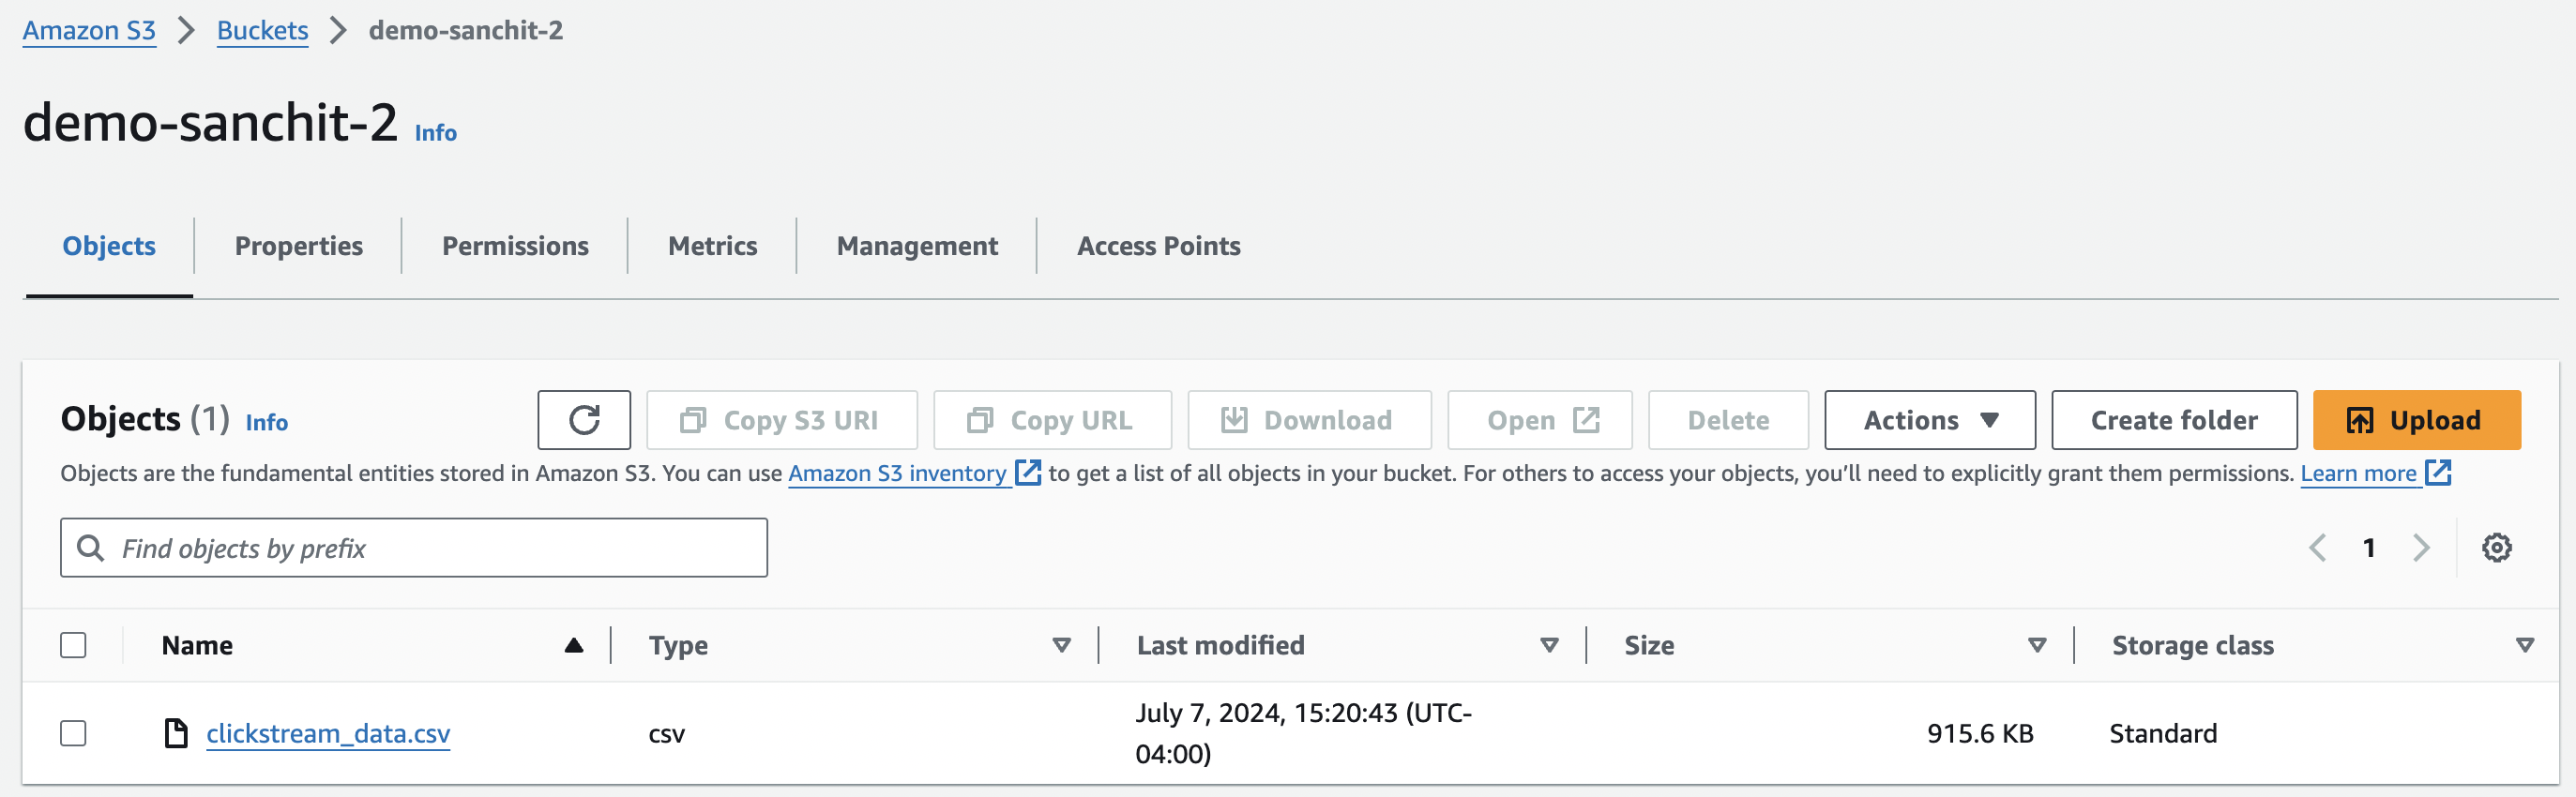 Amazon S3 > Buckets > demo-sanchit-2
demo-sanchit-2 Info
Objects Properties Permissions Metrics Management Access Points
Objects (1) Info Copy S3 URI Copy URL Download Open Delete Actions Create folder Upload
Objects are the fundamental entities stored in Amazon S3. You can use Amazon S3 inventory to get a list of all objects in your bucket. For others to access your objects, you’ll need to explicitly grant them permissions. Learn more
Find objects by prefix 1
Name Type Last modified Size Storage class
clickstream_data.csv csv July 7, 2024, 15:20:43 (UTC-
04:00) 915.6 KB Standard